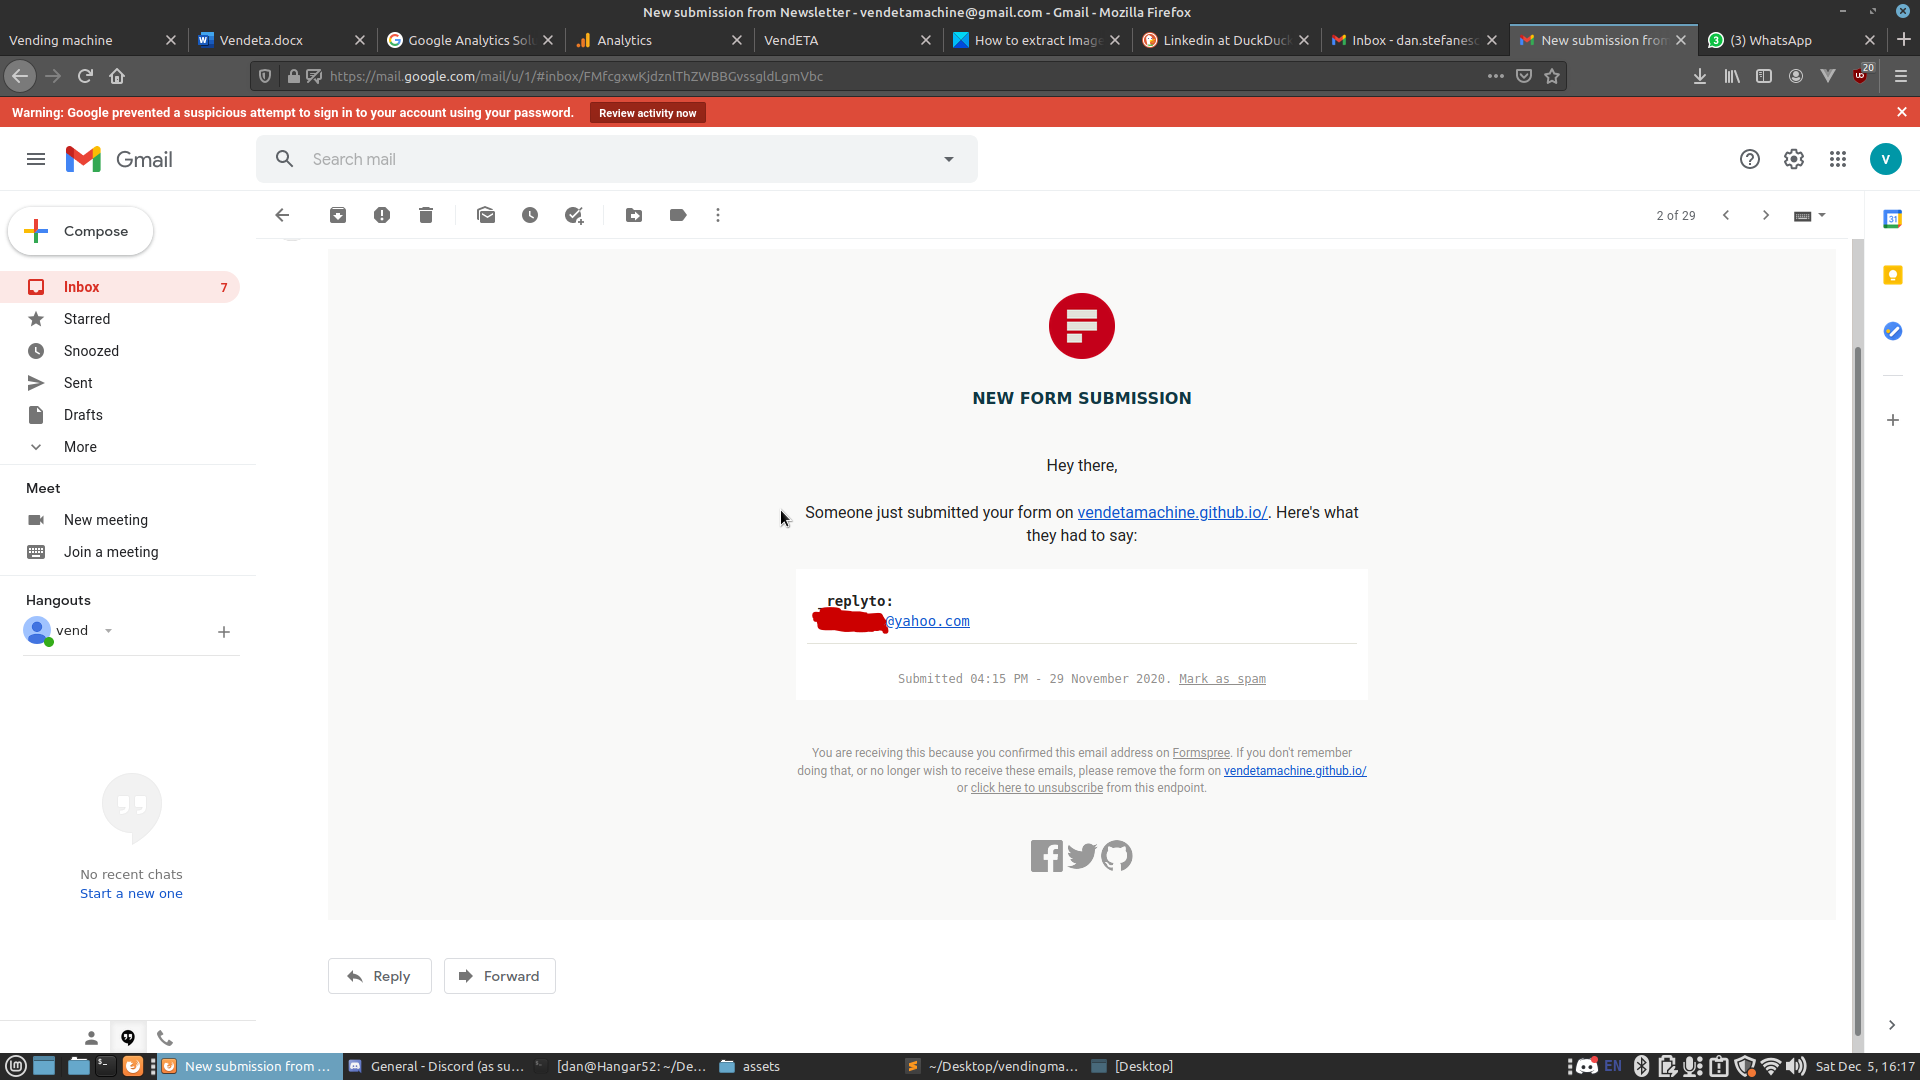 New submission from Newsletter - vendetamachine@gmail.com - Gmail - Mozilla Firefox
Vending machine
Vendeta.docx
Google Analytics Sol
Analytics
VendETA
How to extract Image
Linkedin at DuckDuc
Inbox - dan.stefanesc
New submission from
(3) WhatsApp
https://mail.google.com/mail/u/1/#inbox/FMfcgxwKjdznlThZWBBGvssgldLgmVbc
20
Warning: Google prevented a suspicious attempt to sign in to your account using your password.
Review activity now
Gmail
Search mail
V
2 of 29
31
Compose
Inbox 7
Starred
Snoozed
Sent
Drafts
More
Meet
New meeting
Join a meeting
Hangouts
vend
No recent chats
Start a new one
NEW FORM SUBMISSION
Hey there,
Someone just submitted your form on vendetamachine.github.io/. Here's what
they had to say:
_replyto:
@yahoo.com
Submitted 04:15 PM - 29 November 2020. Mark as spam
You are receiving this because you confirmed this email address on Formspree. If you don't remember
doing that, or no longer wish to receive these emails, please remove the form on vendetamachine.github.io/
or click here to unsubscribe from this endpoint.
Reply
Forward
New submission from ...
General - Discord (as su...
[dan@Hangar52: ~/De...
assets
~/Desktop/vendingma...
[Desktop]
EN
Sat Dec 5, 16:17